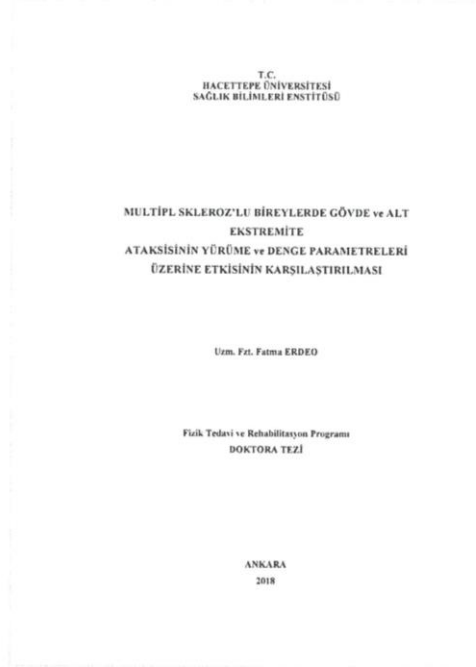 T.C.
HACETTEPE ÜNİVERSİTESİ
SAĞLIK BİLİMLERİ ENSTİTÜSÜ
MULTİPL SKLEROZ'LU BİREYLERDE GÖVDE ve ALT
EKSTREMİTE
ATAKSİSİNİN YÜRÜME ve DENGE PARAMETRELERİ
ÜZERİNE ETKİSİNİN KARŞILAŞTIRILMASI
Uzm. Fzt. Fatma ERDEO
Fizik Tedavi ve Rehabilitasyon Programı
DOKTORA TEZİ
ANKARA
2018